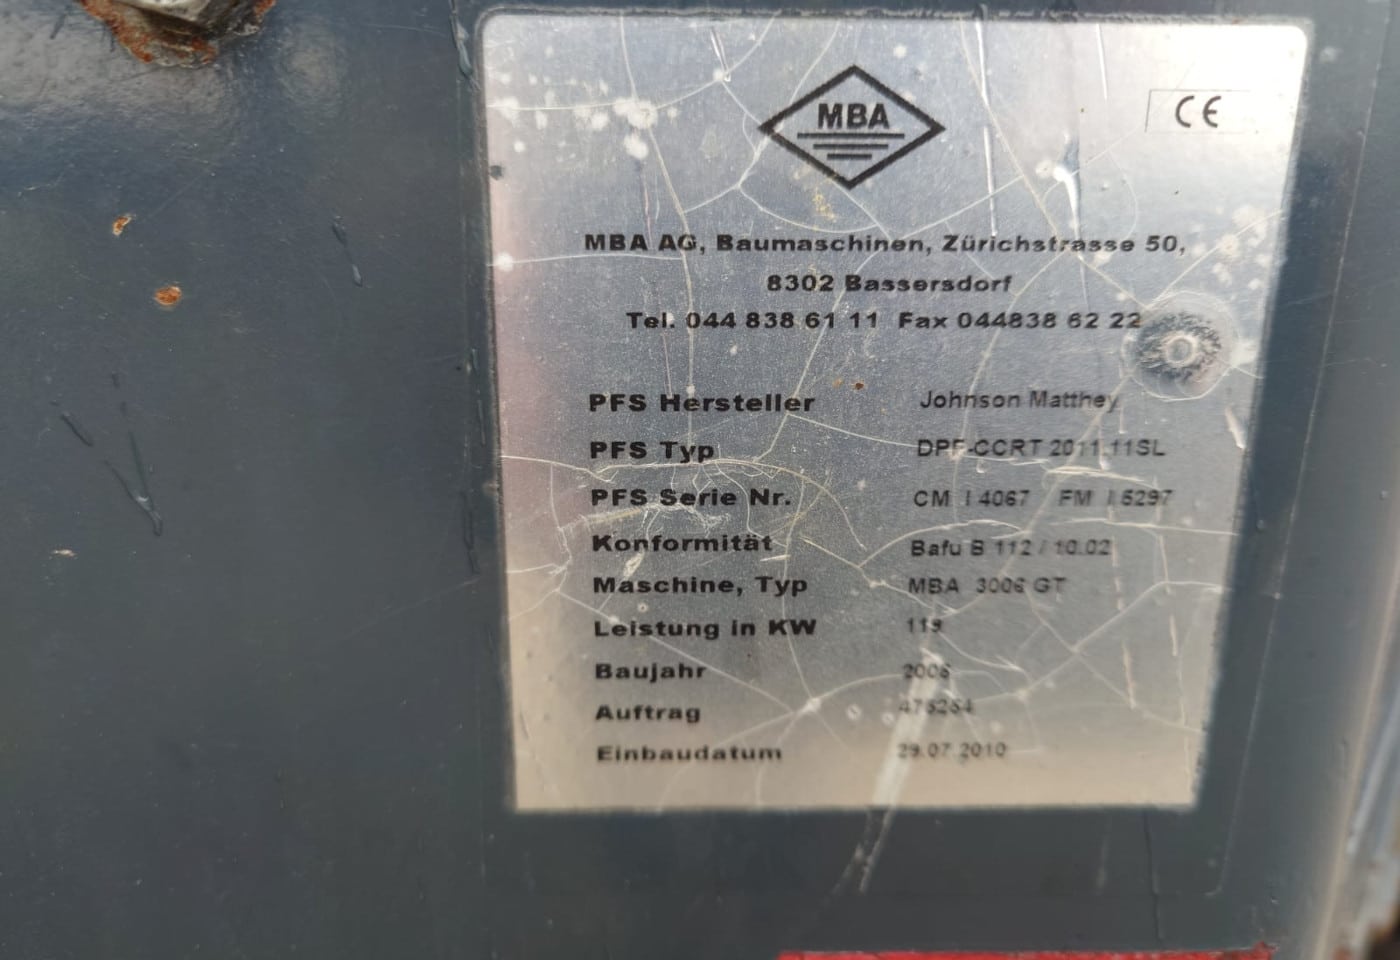 MBA
CE
MBA AG, Baumaschinen, Zürichstrasse 50,
8302 Bassersdorf
Tel. 044 838 61 11 Fax 044838 62 22
PFS Hersteller Johnson Matthey
PFS Typ DPF-CCRT 2011.11SL
PFS Serie Nr. CM I 4067 FM I 5297
Konformität Bafu B 112 / 10.02
Maschine, Typ MBA 3006 GT
Leistung in KW
Baujahr 2006
Auftrag
Einbaudatum 29.07.2010